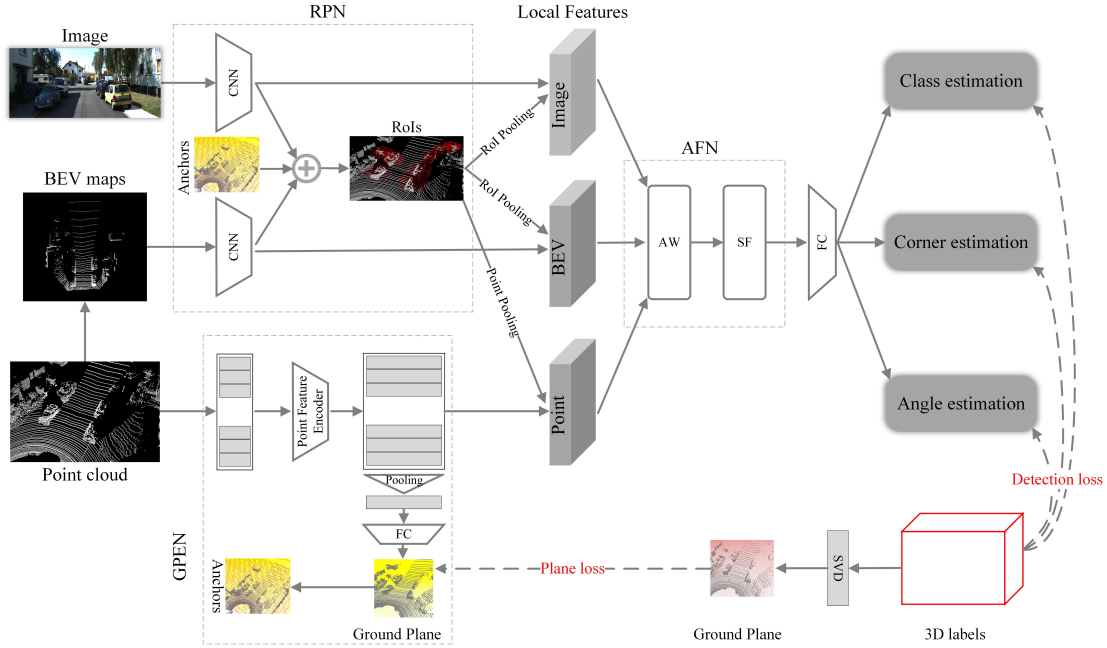 RPN
Local Features
Image
CNN
Image
Class estimation
RoI Pooling
Anchors
RoIs
AFN
BEV maps
RoI Pooling
CNN
BEV
AW
SF
FC
Corner estimation
Point Pooling
Point Feature
Encoder
Point
Angle estimation
Point cloud
Pooling
Detection loss
FC
GPEN
Anchors
Plane loss
SVD
Ground Plane
Ground Plane
3D labels